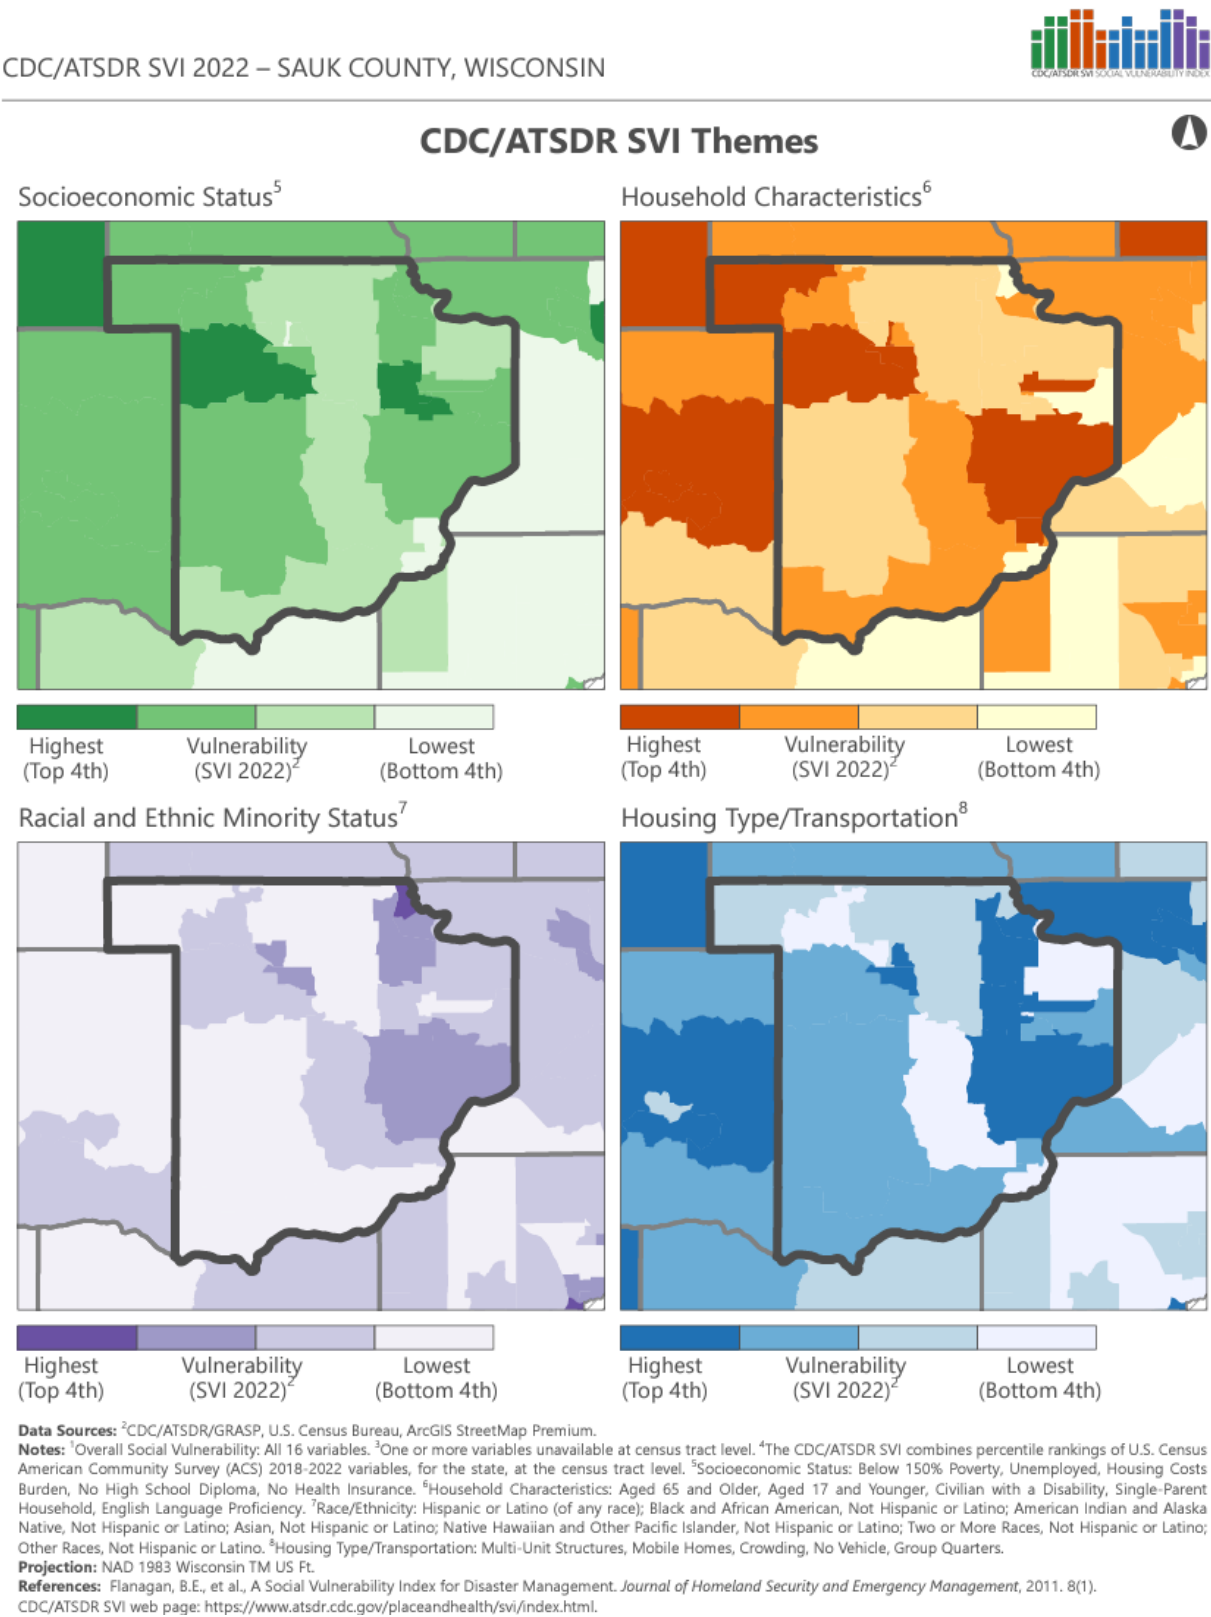 CDC/ATSDR SVI 2022 – SAUK COUNTY, WISCONSIN
CDC/ATSDR SVI SOCIAL VULNERABILITY INDEX
CDC/ATSDR SVI Themes
Socioeconomic Status5
Household Characteristics6
Highest
(Top 4th)
Vulnerability
(SVI 2022)2
Lowest
(Bottom 4th)
Highest
(Top 4th)
Vulnerability
(SVI 2022)2
Lowest
(Bottom 4th)
Racial and Ethnic Minority Status7
Housing Type/Transportation8
Highest
(Top 4th)
Vulnerability
(SVI 2022)2
Lowest
(Bottom 4th)
Highest
(Top 4th)
Vulnerability
(SVI 2022)2
Lowest
(Bottom 4th)
Data Sources: 2CDC/ATSDR/GRASP, U.S. Census Bureau, ArcGIS StreetMap Premium.
Notes: 1Overall Social Vulnerability: All 16 variables. 3One or more variables unavailable at census tract level. 4The CDC/ATSDR SVI combines percentile rankings of U.S. Census
American Community Survey (ACS) 2018-2022 variables, for the state, at the census tract level. 5Socioeconomic Status: Below 150% Poverty, Unemployed, Housing Costs
Burden, No High School Diploma, No Health Insurance. 6Household Characteristics: Aged 65 and Older, Aged 17 and Younger, Civilian with a Disability, Single-Parent
Household, English Language Proficiency. 7Race/Ethnicity: Hispanic or Latino (of any race); Black and African American, Not Hispanic or Latino; American Indian and Alaska
Native, Not Hispanic or Latino; Asian, Not Hispanic or Latino; Native Hawaiian and Other Pacific Islander, Not Hispanic or Latino; Two or More Races, Not Hispanic or Latino;
Other Races, Not Hispanic or Latino. 8Housing Type/Transportation: Multi-Unit Structures, Mobile Homes, Crowding, No Vehicle, Group Quarters.
Projection: NAD 1983 Wisconsin TM US Ft.
References: Flanagan, B.E., et al., A Social Vulnerability Index for Disaster Management. Journal of Homeland Security and Emergency Management, 2011. 8(1).
CDC/ATSDR SVI web page: https://www.atsdr.cdc.gov/placeandhealth/svi/index.html.